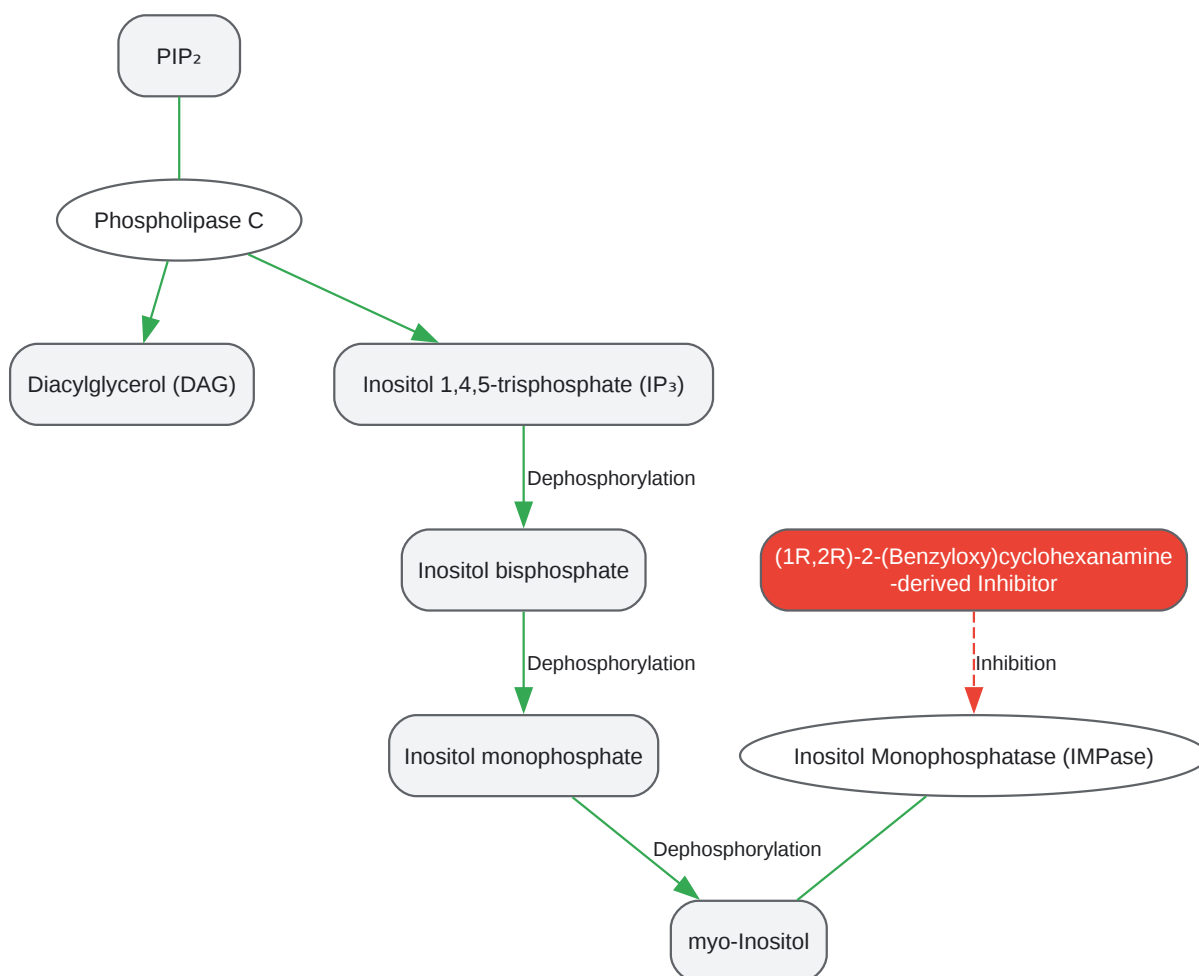 PIP₂
Phospholipase C
Diacylglycerol (DAG)
Inositol 1,4,5-trisphosphate (IP₃)
Dephosphorylation
Inositol bisphosphate
(1R,2R)-2-(Benzyloxy)cyclohexanamine
-derived Inhibitor
Dephosphorylation
Inhibition
Inositol monophosphate
Inositol Monophosphatase (IMPase)
Dephosphorylation
myo-Inositol